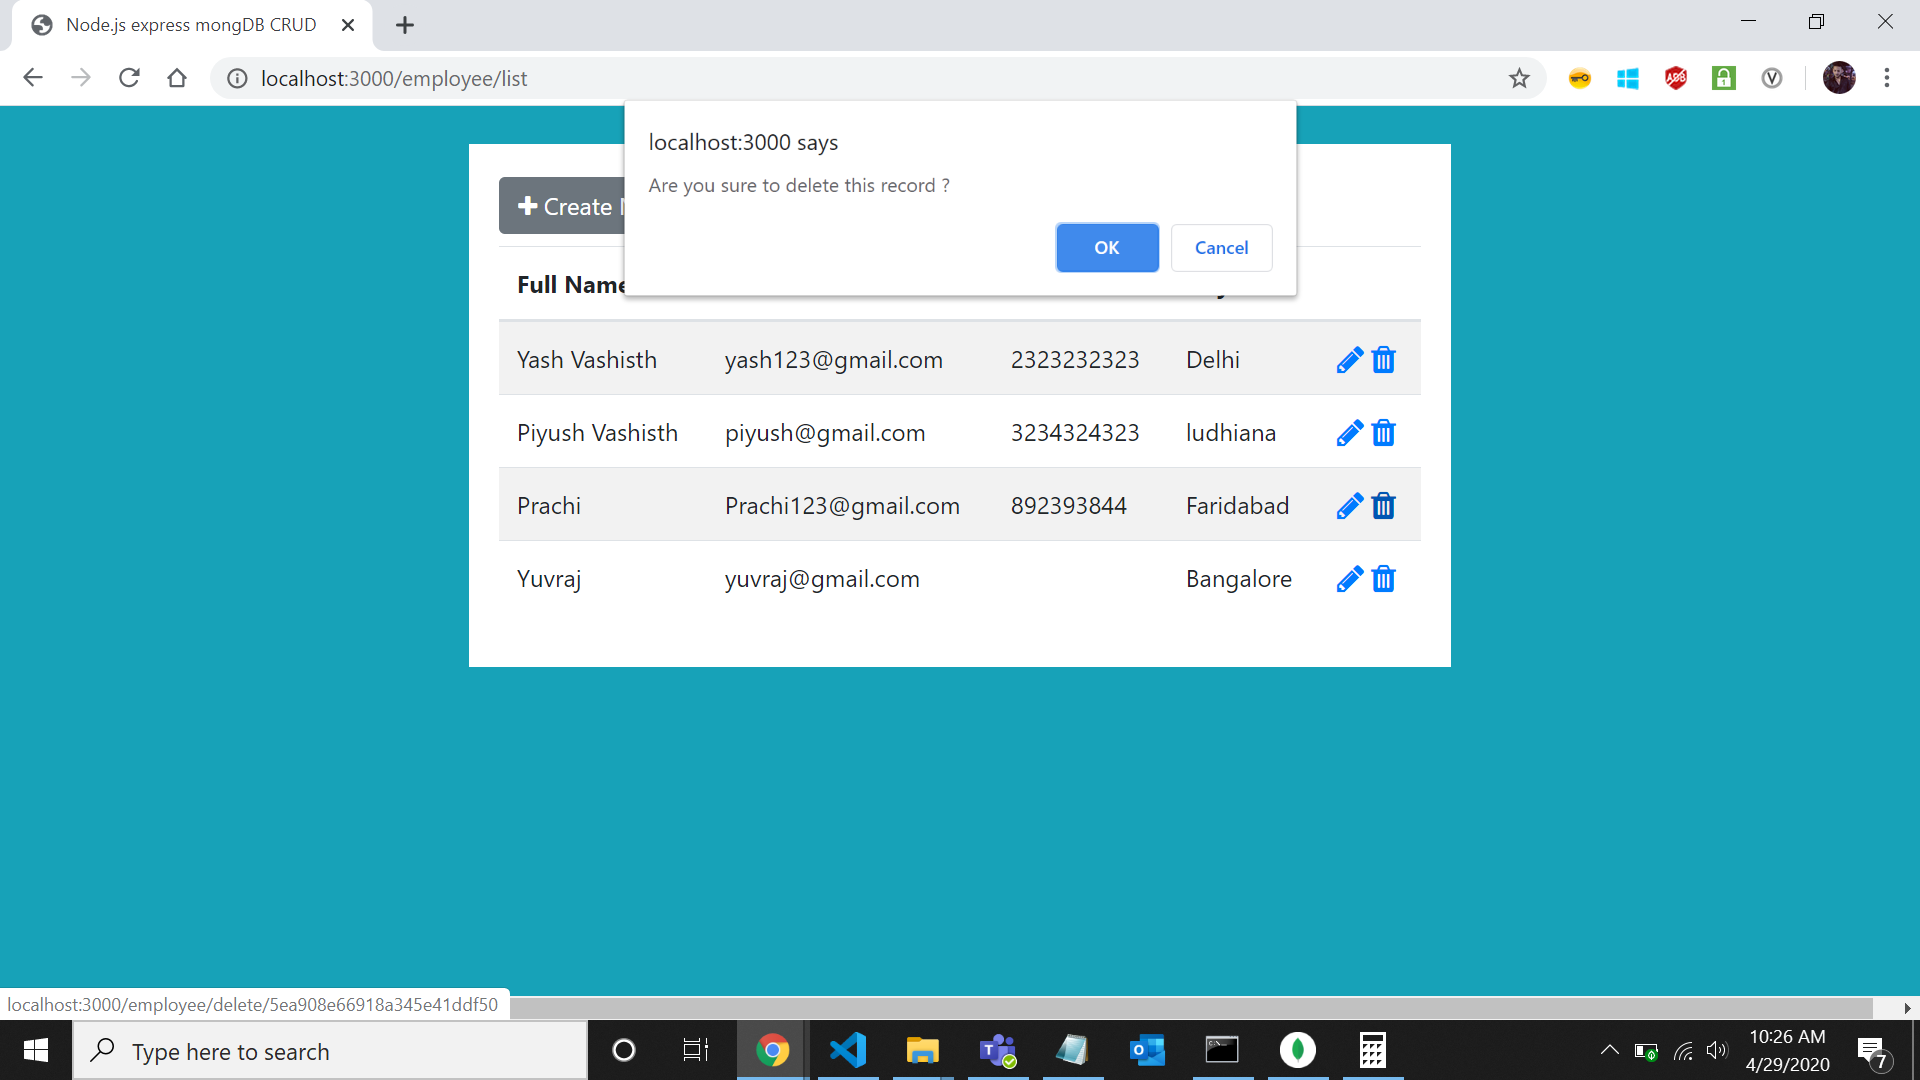 Node.js express mongDB CRUD
localhost:3000/employee/list
localhost:3000 says
Are you sure to delete this record ?
OK
Cancel
Create
Full Name
Yash Vashisth yash123@gmail.com 2323232323 Delhi
Piyush Vashisth piyush@gmail.com 3234324323 ludhiana
Prachi Prachi123@gmail.com 892393844 Faridabad
Yuvraj yuvraj@gmail.com Bangalore
localhost:3000/employee/delete/5ea908e66918a345e41ddf50
Type here to search
10:26 AM
4/29/2020
7